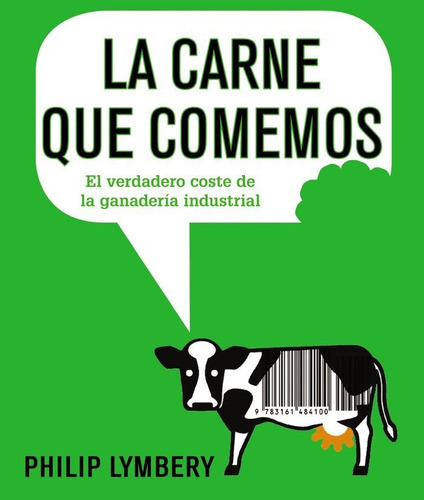 LA CARNE
QUE COMEMOS
El verdadero coste de
la ganadería industrial
9 783161 484100
PHILIP LYMBERY